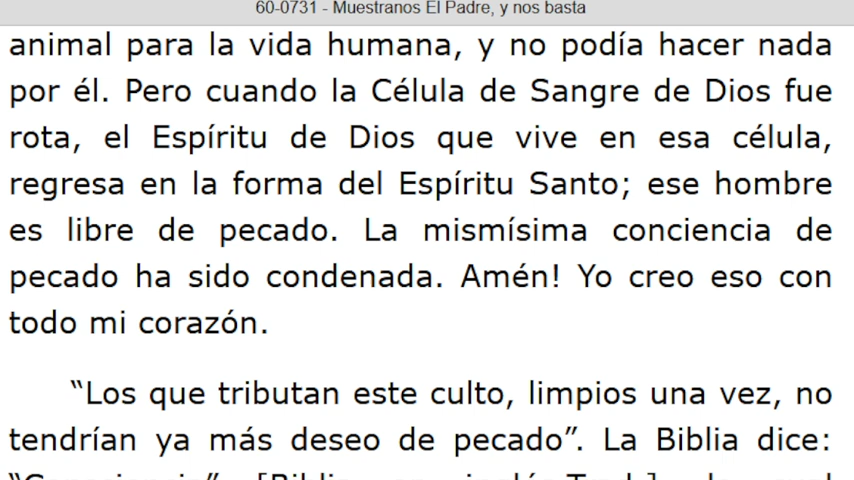 60-0731 - Muestranos El Padre, y nos basta
animal para la vida humana, y no podía hacer nada
por él. Pero cuando la Célula de Sangre de Dios fue
rota, el Espíritu de Dios que vive en esa célula,
regresa en la forma del Espíritu Santo; ese hombre
es libre de pecado. La mismísima conciencia de
pecado ha sido condenada. Amén! Yo creo eso con
todo mi corazón.
“Los que tributan este culto, limpios una vez, no
tendrían ya más deseo de pecado”. La Biblia dice: